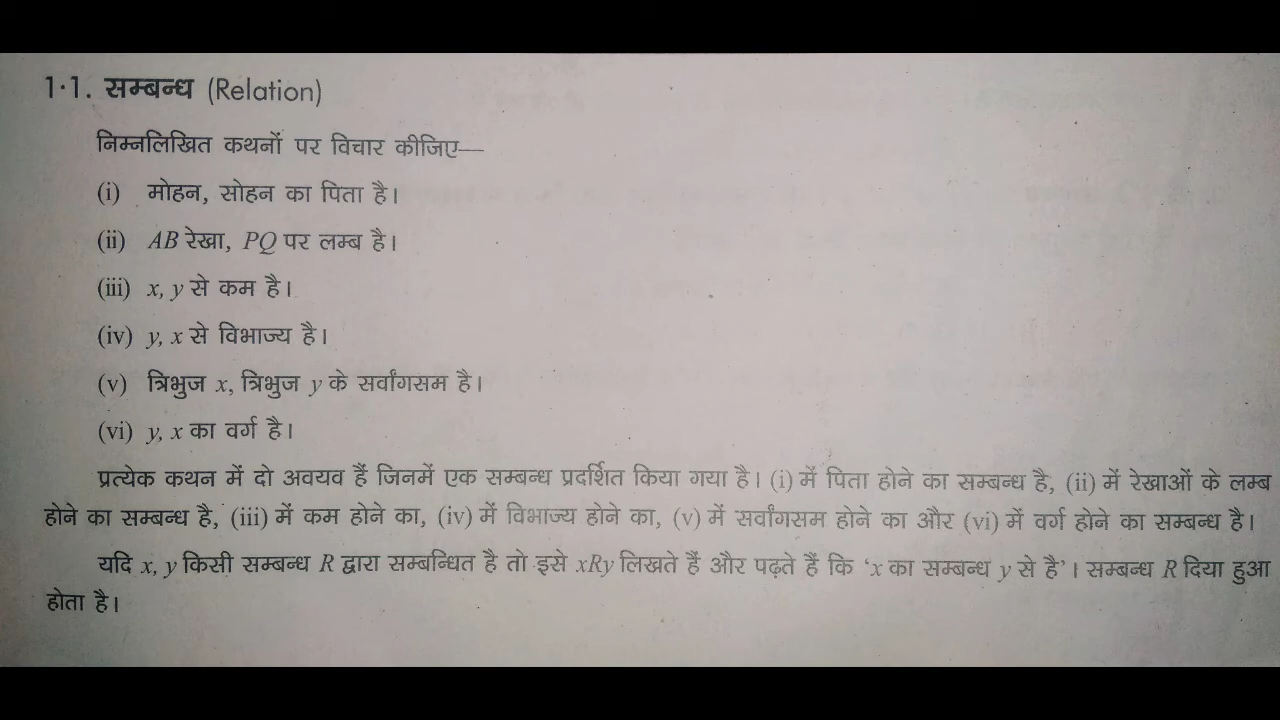 1·1. सम्बन्ध (Relation)
निम्नलिखित कथनों पर विचार कीजिए—
(i) मोहन, सोहन का पिता है।
(ii) AB रेखा, PQ पर लम्ब है।
(iii) x, y से कम है।
(iv) y, x से विभाज्य है।
(v) त्रिभुज x, त्रिभुज y के सर्वांगसम है।
(vi) y, x का वर्ग है।
प्रत्येक कथन में दो अवयव हैं जिनमें एक सम्बन्ध प्रदर्शित किया गया है। (i) में पिता होने का सम्बन्ध है, (ii) में रेखाओं के लम्ब
होने का सम्बन्ध है, (iii) में कम होने का, (iv) में विभाज्य होने का, (v) में सर्वांगसम होने का और (vi) में वर्ग होने का सम्बन्ध है।
यदि x, y किसी सम्बन्ध R द्वारा सम्बन्धित है तो इसे xRy लिखते हैं और पढ़ते हैं कि ‘x का सम्बन्ध y से है’। सम्बन्ध R दिया हुआ
होता है।